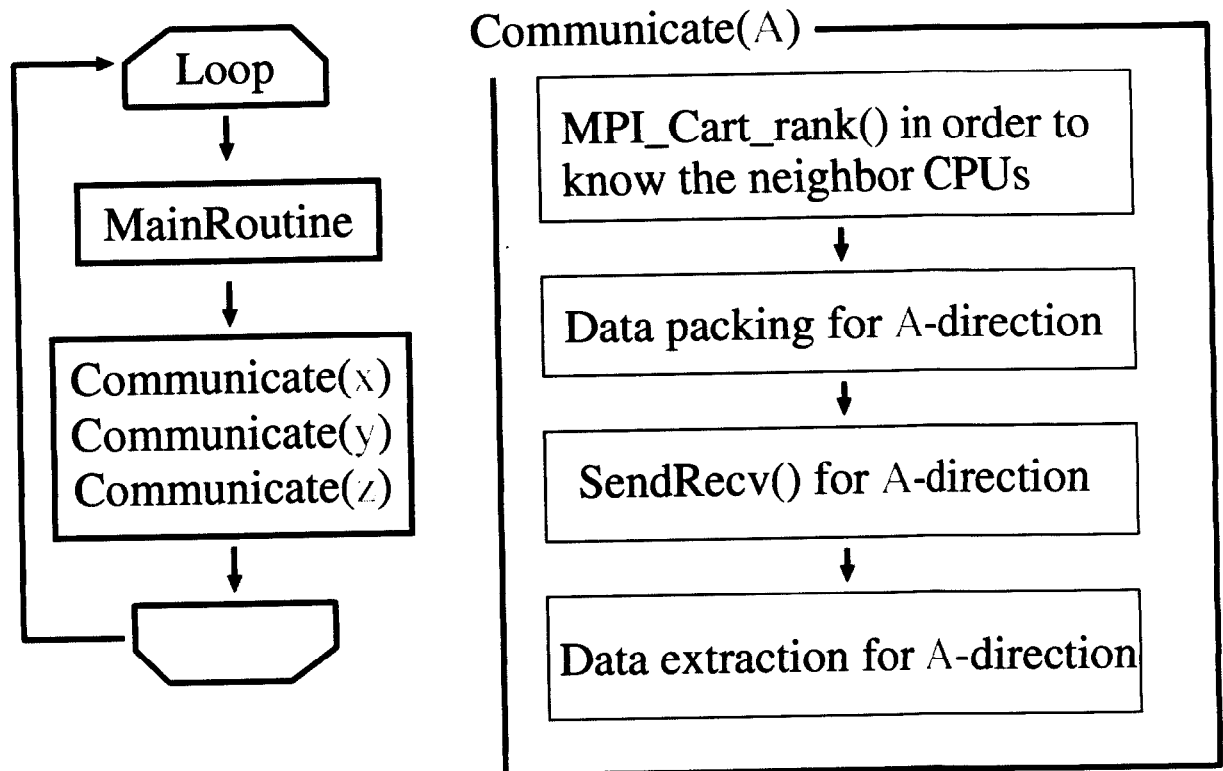 Loop
MainRoutine
Communicate(x)
Communicate(y)
Communicate(z)
Communicate(A)
MPI_Cart_rank() in order to
know the neighbor CPUs
Data packing for A-direction
SendRecv() for A-direction
Data extraction for A-direction